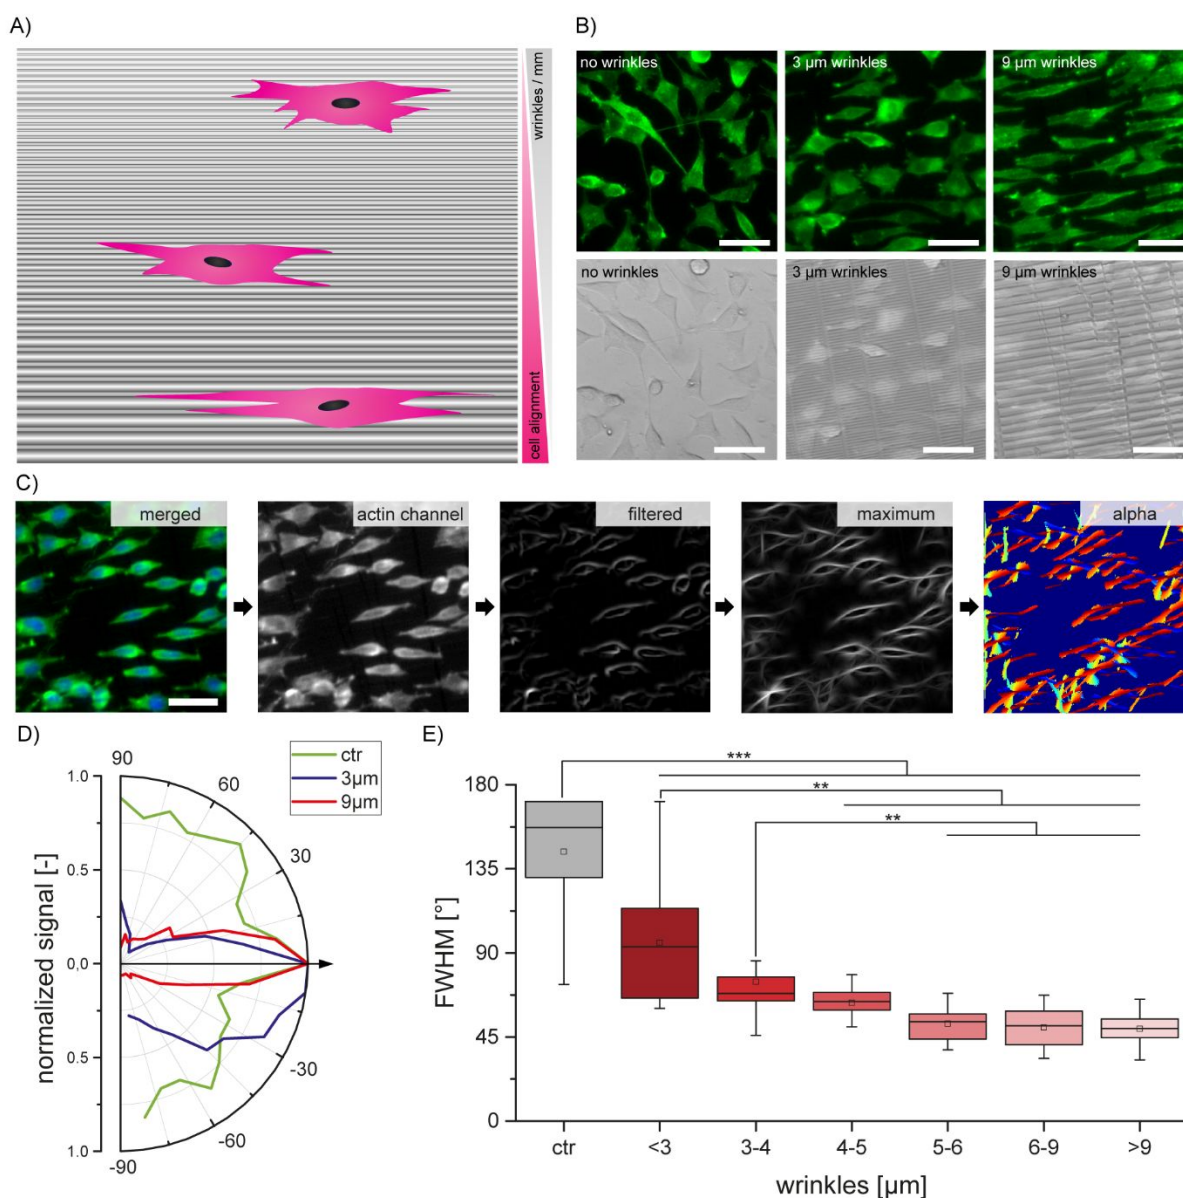 A)
wrinkles / mm
cell alignment
B)
no wrinkles
3 µm wrinkles
9 µm wrinkles
no wrinkles
3 µm wrinkles
9 µm wrinkles
C)
merged
actin channel
filtered
maximum
alpha
D)
normalized signal [-]
1.0
0.5
0,0
0.5
1.0
90
60
30
-30
-60
-90
ctr
3µm
9µm
E)
***
**
**
FWHM [°]
180
135
90
45
0
ctr
<3
3-4
4-5
5-6
6-9
>9
wrinkles [µm]